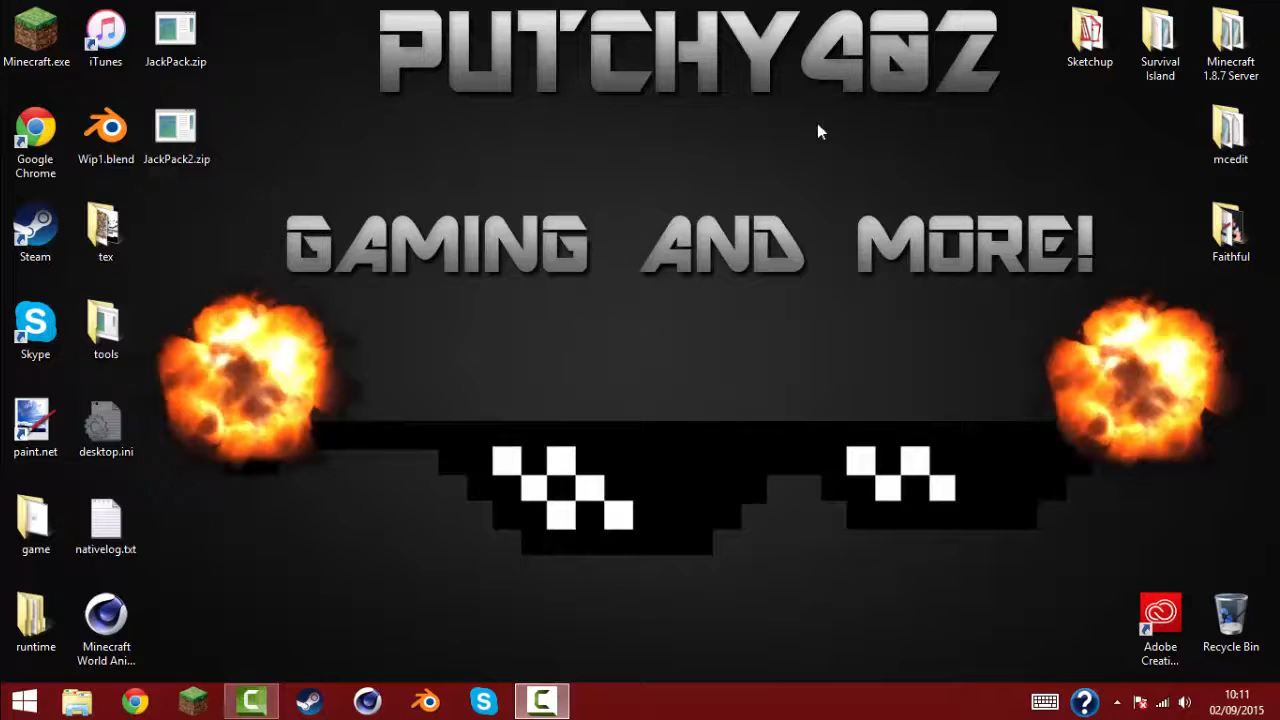 PUTCHY402
GAMING AND MORE!
Minecraft.exe
iTunes
JackPack.zip
Google
Chrome
Wip1.blend
JackPack2.zip
Steam
tex
Skype
tools
paint.net
desktop.ini
game
nativelog.txt
runtime
Minecraft
World Ani...
Sketchup
Survival
Island
Minecraft
1.8.7 Server
mcedit
Faithful
Adobe
Creati...
Recycle Bin
10:11
02/09/2015